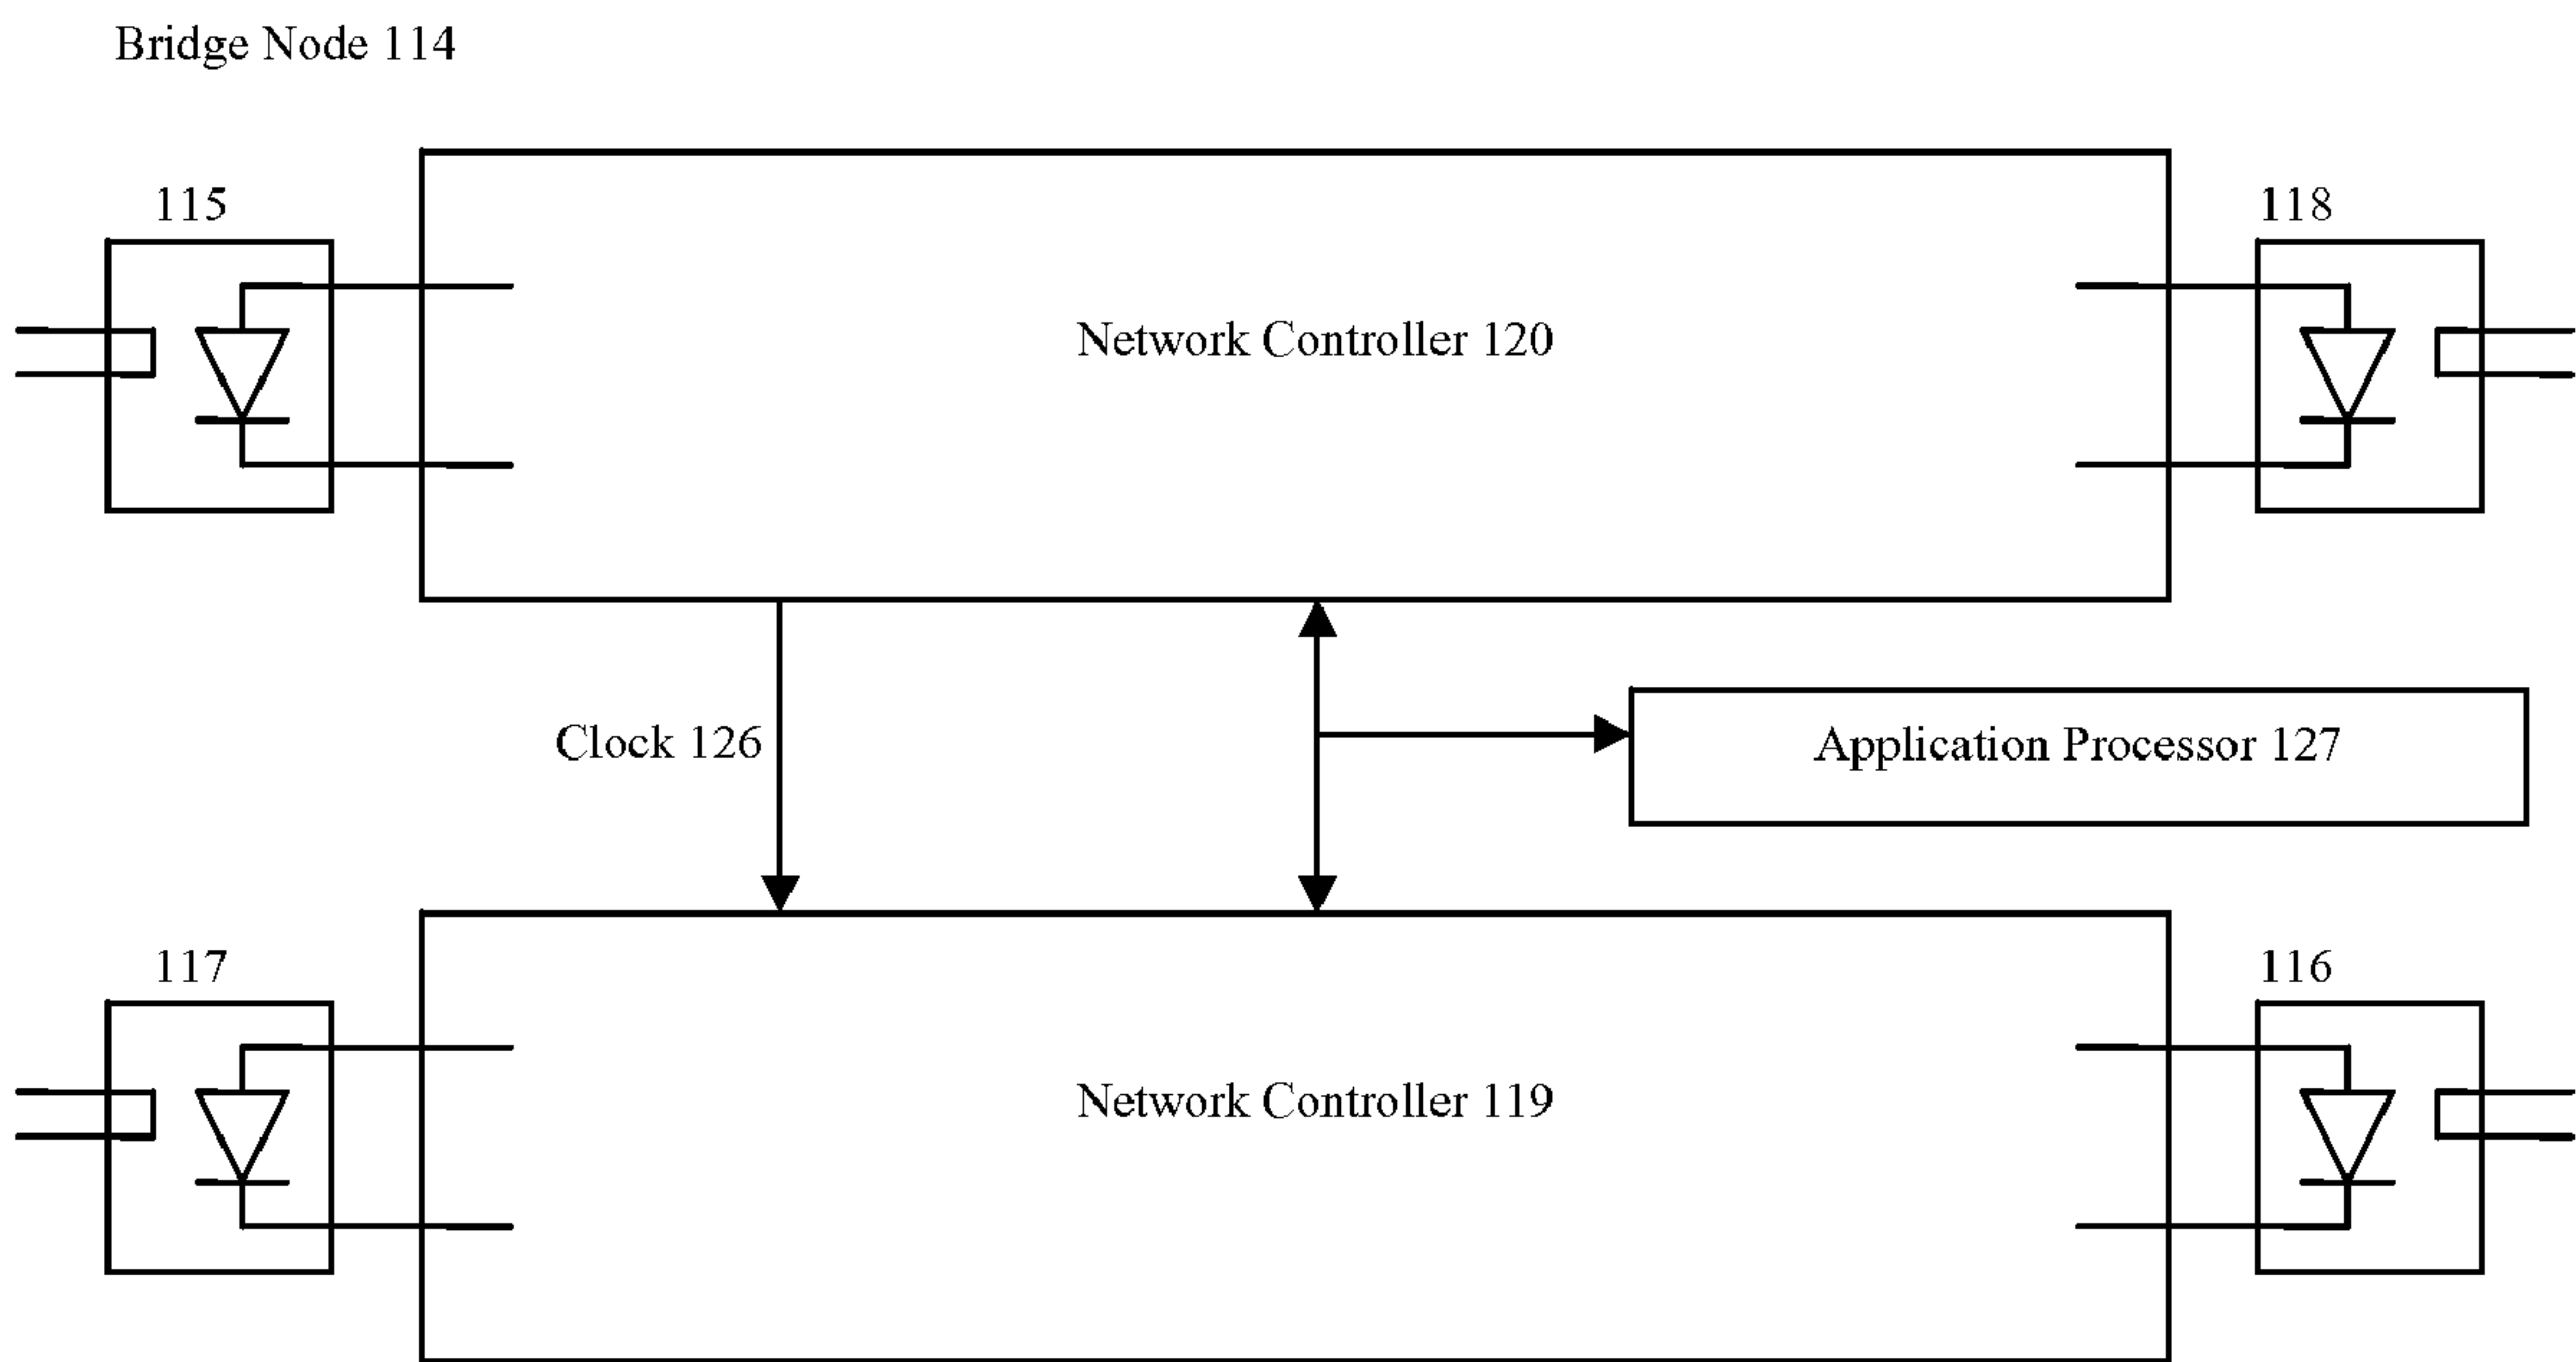 Bridge Node 114
115
118
Network Controller 120
Clock 126
Application Processor 127
117
116
Network Controller 119